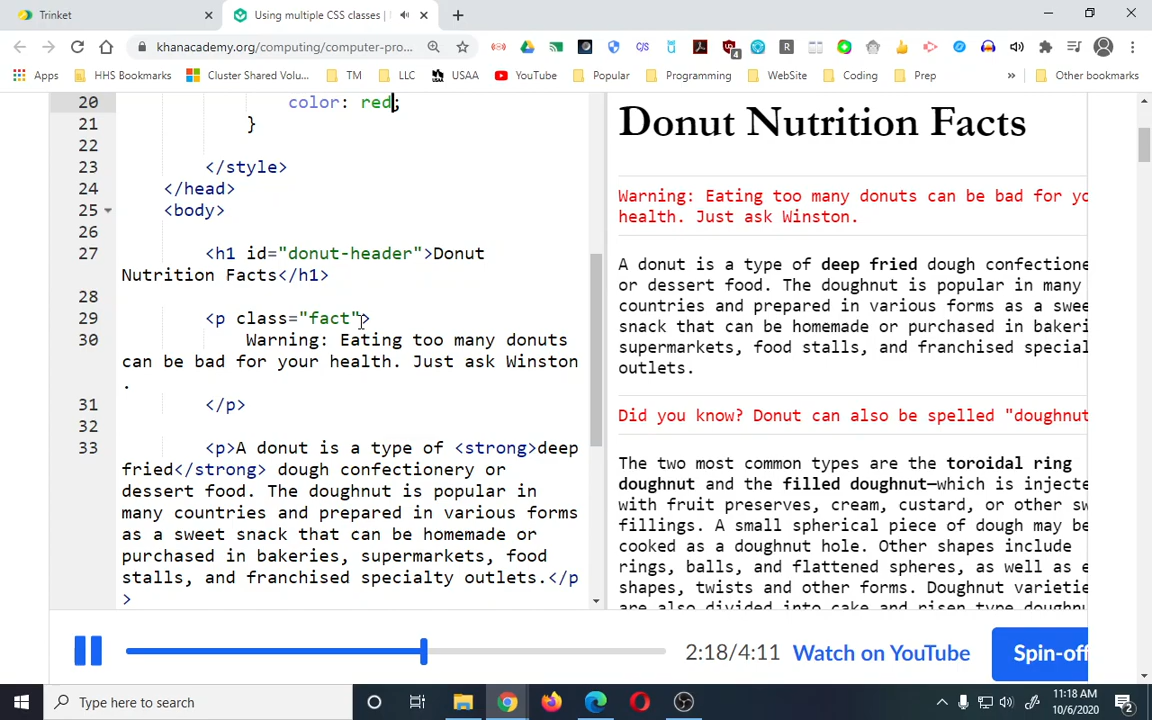 Trinket
Using multiple CSS classes |
khanacademy.org/computing/computer-pro...
Apps
HHS Bookmarks
Cluster Shared Volu...
TM
LLC
USAA
YouTube
Popular
Programming
WebSite
Coding
Prep
»
Other bookmarks
20 color: red;
21 }
22
23 </style>
24 </head>
25 <body>
26
27 <h1 id="donut-header">Donut
Nutrition Facts</h1>
28
29 <p class="fact">
30 Warning: Eating too many donuts
can be bad for your health. Just ask Winston
.
31 </p>
32
33 <p>A donut is a type of <strong>deep
fried</strong> dough confectionery or
dessert food. The doughnut is popular in
many countries and prepared in various forms
as a sweet snack that can be homemade or
purchased in bakeries, supermarkets, food
stalls, and franchised specialty outlets.</p
>
Donut Nutrition Facts
Warning: Eating too many donuts can be bad for yo
health. Just ask Winston.
A donut is a type of deep fried dough confectione
or dessert food. The doughnut is popular in many
countries and prepared in various forms as a swee
snack that can be homemade or purchased in bakeri
supermarkets, food stalls, and franchised special
outlets.
Did you know? Donut can also be spelled "doughnut
The two most common types are the toroidal ring
doughnut and the filled doughnut—which is injecte
with fruit preserves, cream, custard, or other sw
fillings. A small spherical piece of dough may be
cooked as a doughnut hole. Other shapes include
rings, balls, and flattened spheres, as well as e
shapes, twists and other forms. Doughnut varietie
are also divided into cake and risen type doughnu
2:18/4:11
Watch on YouTube
Spin-off
Type here to search
11:18 AM
10/6/2020
2